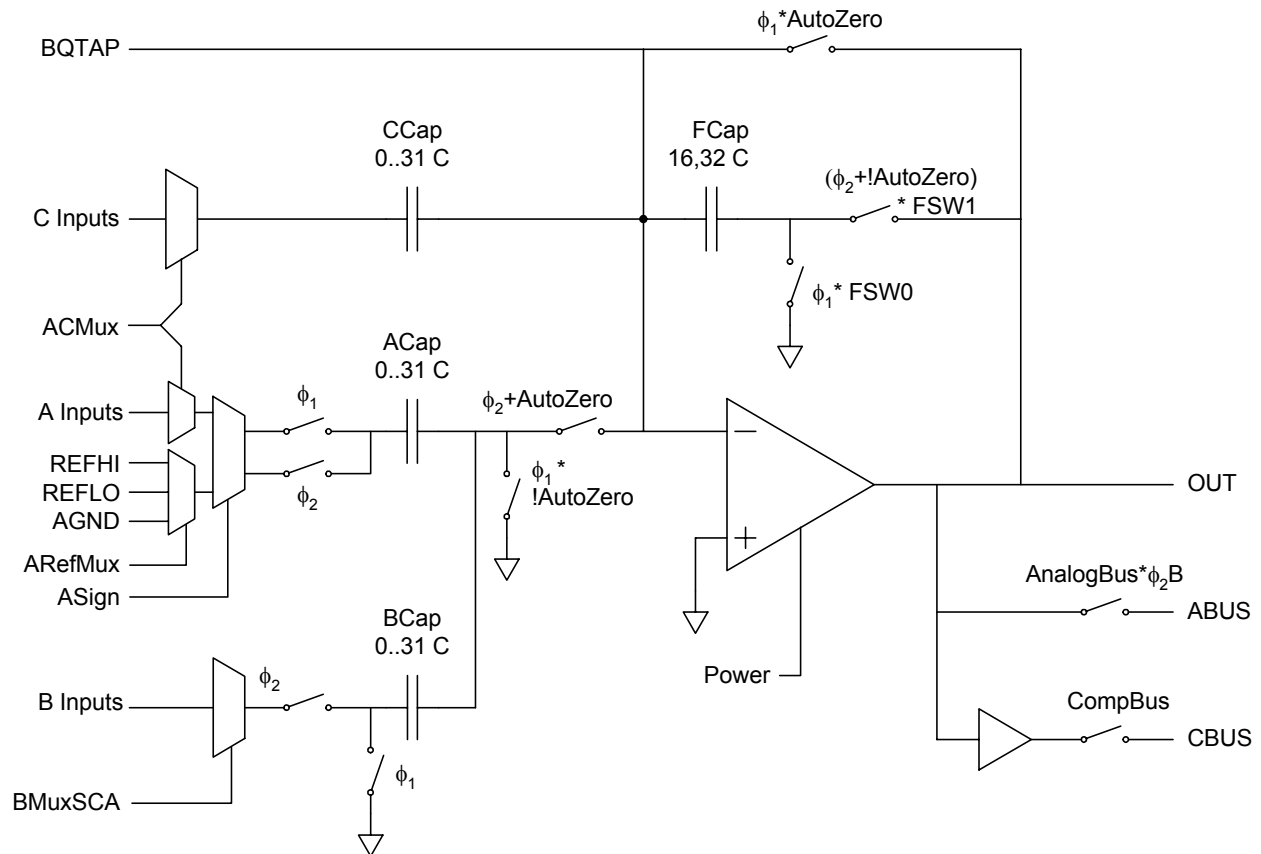 ϕ1*AutoZero
BQTAP
CCap
0..31 C
FCap
16,32 C
(ϕ2+!AutoZero)
* FSW1
C Inputs
ϕ1* FSW0
ACMux
ACap
0..31 C
ϕ2+AutoZero
ϕ1
A Inputs
REFHI
REFLO
AGND
ϕ2
ϕ1*
!AutoZero
−
+
OUT
ARefMux
ASign
AnalogBus*ϕ2B
ABUS
BCap
0..31 C
Power
ϕ2
B Inputs
CompBus
CBUS
ϕ1
BMuxSCA